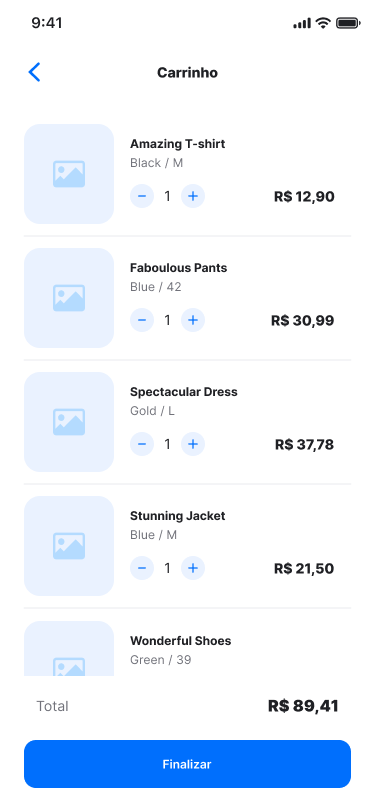 9:41
Carrinho
Amazing T-shirt
Black / M
− 1 +
R$ 12,90
Faboulous Pants
Blue / 42
− 1 +
R$ 30,99
Spectacular Dress
Gold / L
− 1 +
R$ 37,78
Stunning Jacket
Blue / M
− 1 +
R$ 21,50
Wonderful Shoes
Green / 39
Total
R$ 89,41
Finalizar